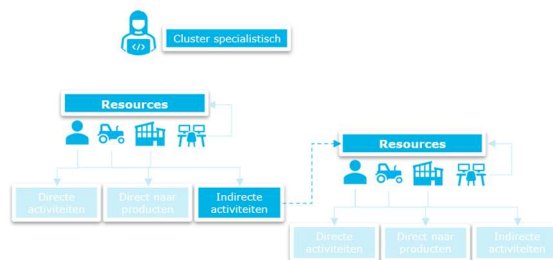 Cluster specialistisch
Resources
Directe
activiteiten
Direct naar
producten
Indirecte
activiteiten
Resources
Directe
activiteiten
Direct naar
producten
Indirecte
activiteiten